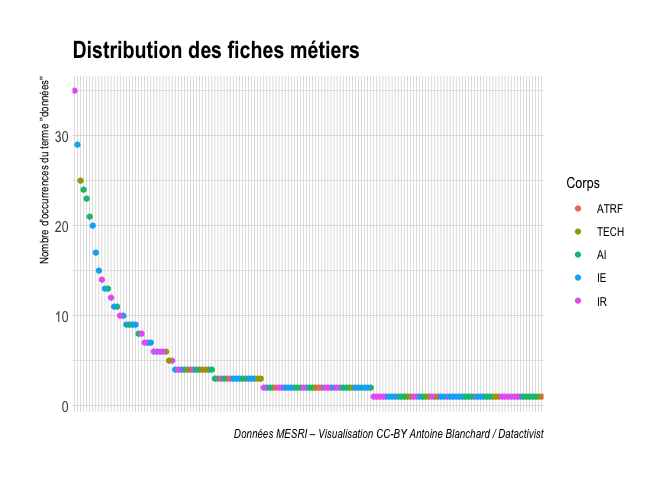 Distribution des fiches métiers
Nombre d'occurrences du terme "données"
30
20
10
0
Corps
ATRF
TECH
AI
IE
IR
Données MESRI – Visualisation CC-BY Antoine Blanchard / Datactivist